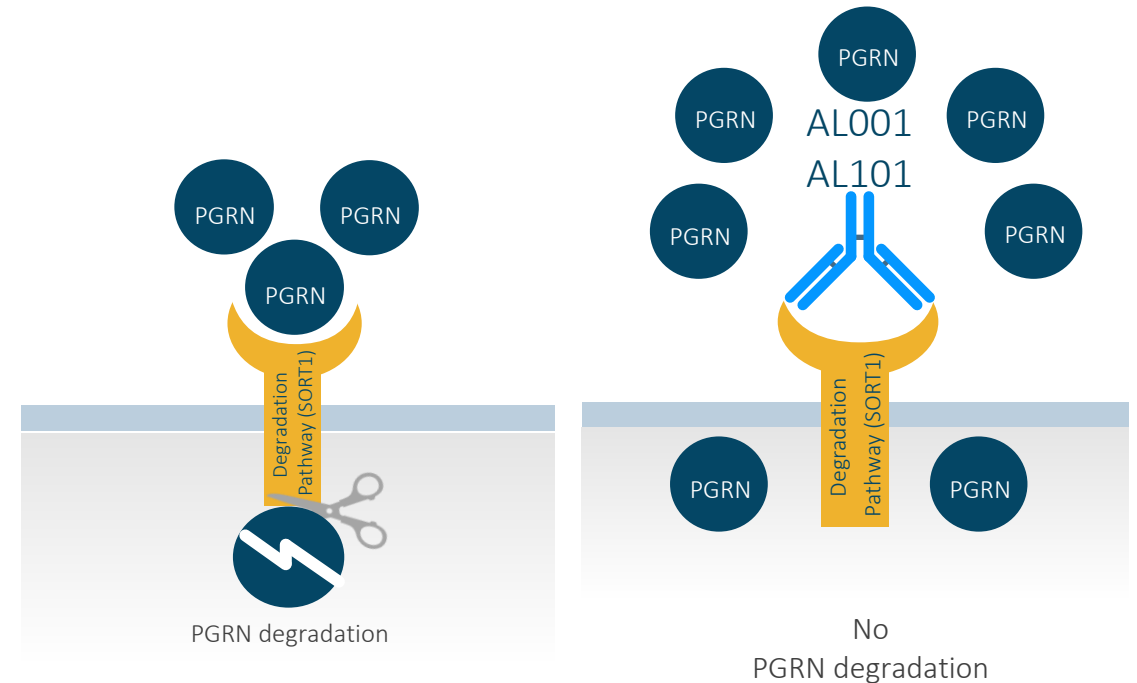 PGRN
PGRN
PGRN
Degradation
Pathway (SORT1)
PGRN degradation
PGRN
PGRN
PGRN
AL001
AL101
PGRN
PGRN
Degradation
Pathway (SORT1)
PGRN
PGRN
No
PGRN degradation